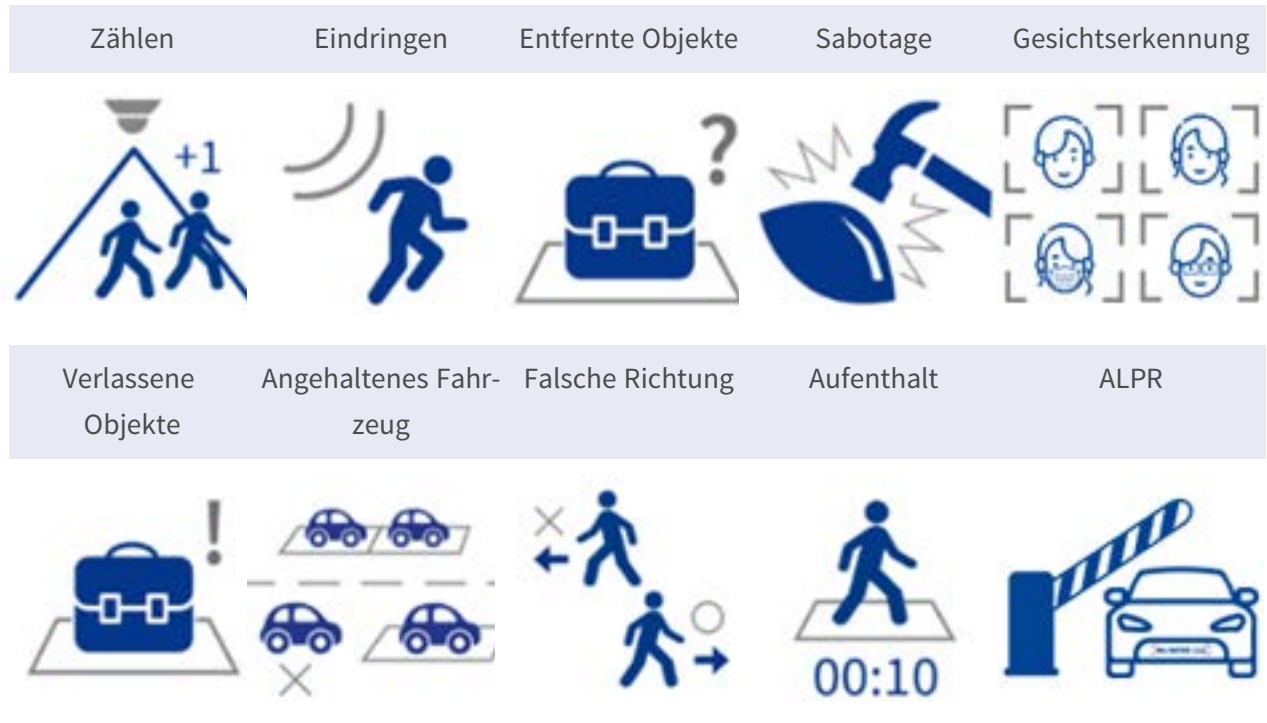 Zählen
Eindringen
Entfernte Objekte
Sabotage
Gesichtserkennung
+1
?
Verlassene
Objekte
Angehaltenes Fahr-
zeug
Falsche Richtung
Aufenthalt
ALPR
!
00:10